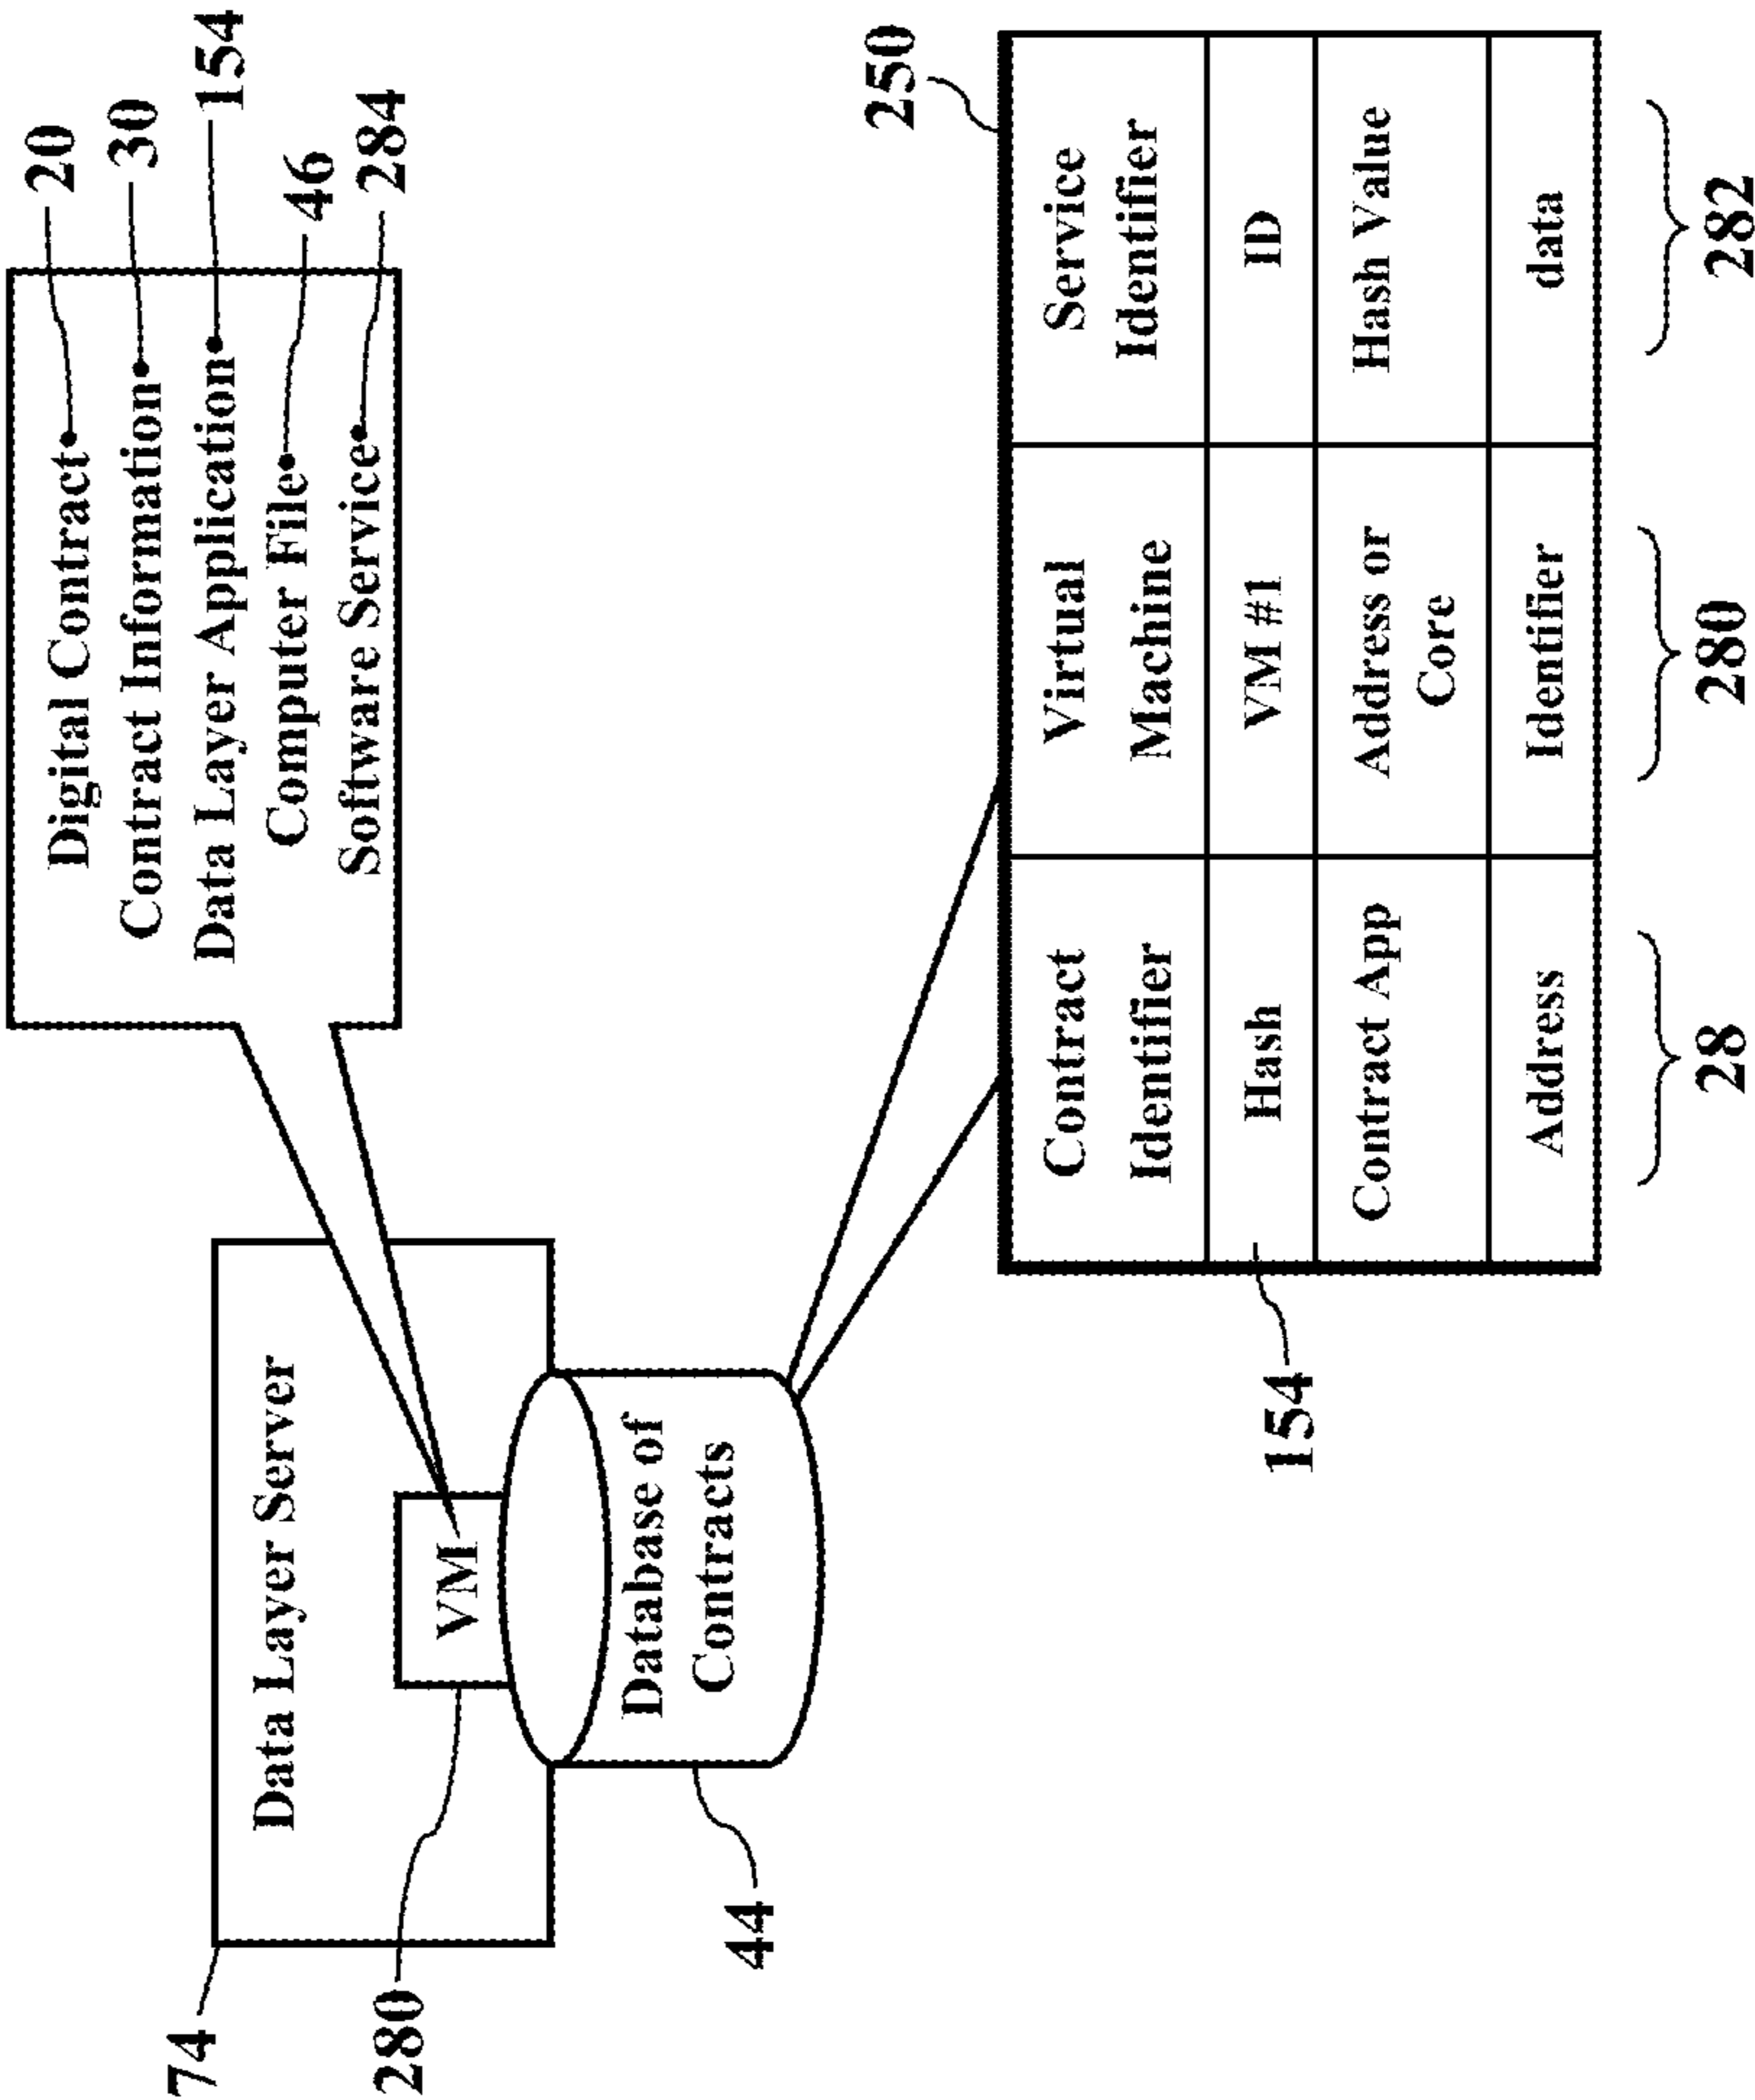 Digital Contract 20
Contract Information 30
Data Layer Application 154
Computer File 46
Software Service 284
74
Data Layer Server
280
VM
Database of
Contracts
44
250
Contract
Identifier
Virtual
Machine
Service
Identifier
154
Hash
VM #1
ID
Contract App
Address or
Core
Hash Value
Address
Identifier
data
28
280
282